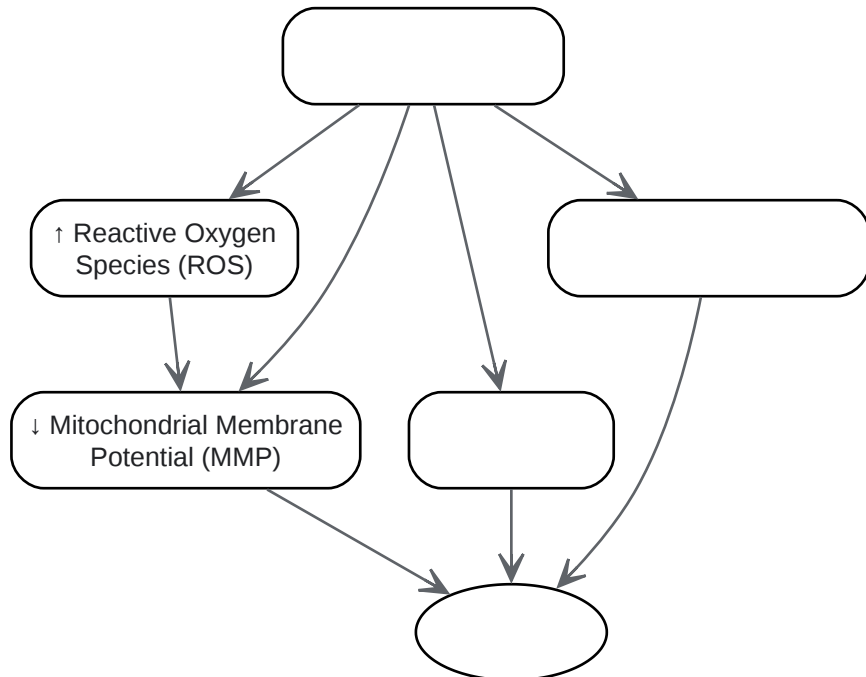 ↑ Reactive Oxygen
Species (ROS)
↓ Mitochondrial Membrane
Potential (MMP)